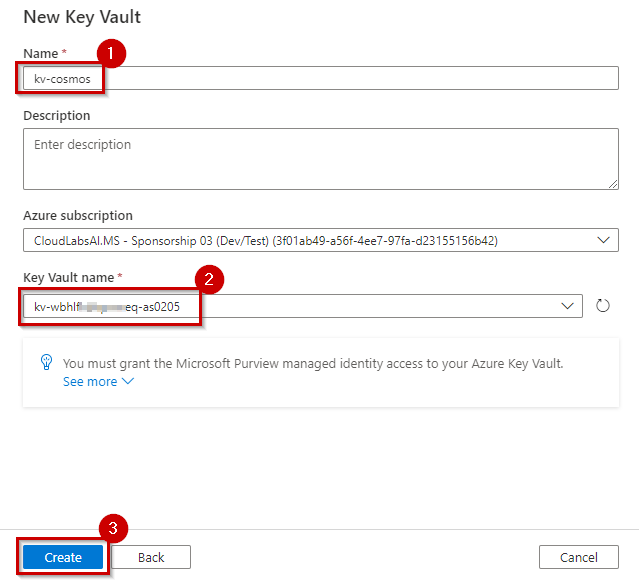 New Key Vault
Name *
1
kv-cosmos
Description
Enter description
Azure subscription
CloudLabsAI.MS - Sponsorship 03 (Dev/Test) (3f01ab49-a56f-4ee7-97fa-d23155156b42)
Key Vault name *
2
kv-wbhlf eq-as0205
You must grant the Microsoft Purview managed identity access to your Azure Key Vault.
See more
3
Create Back Cancel